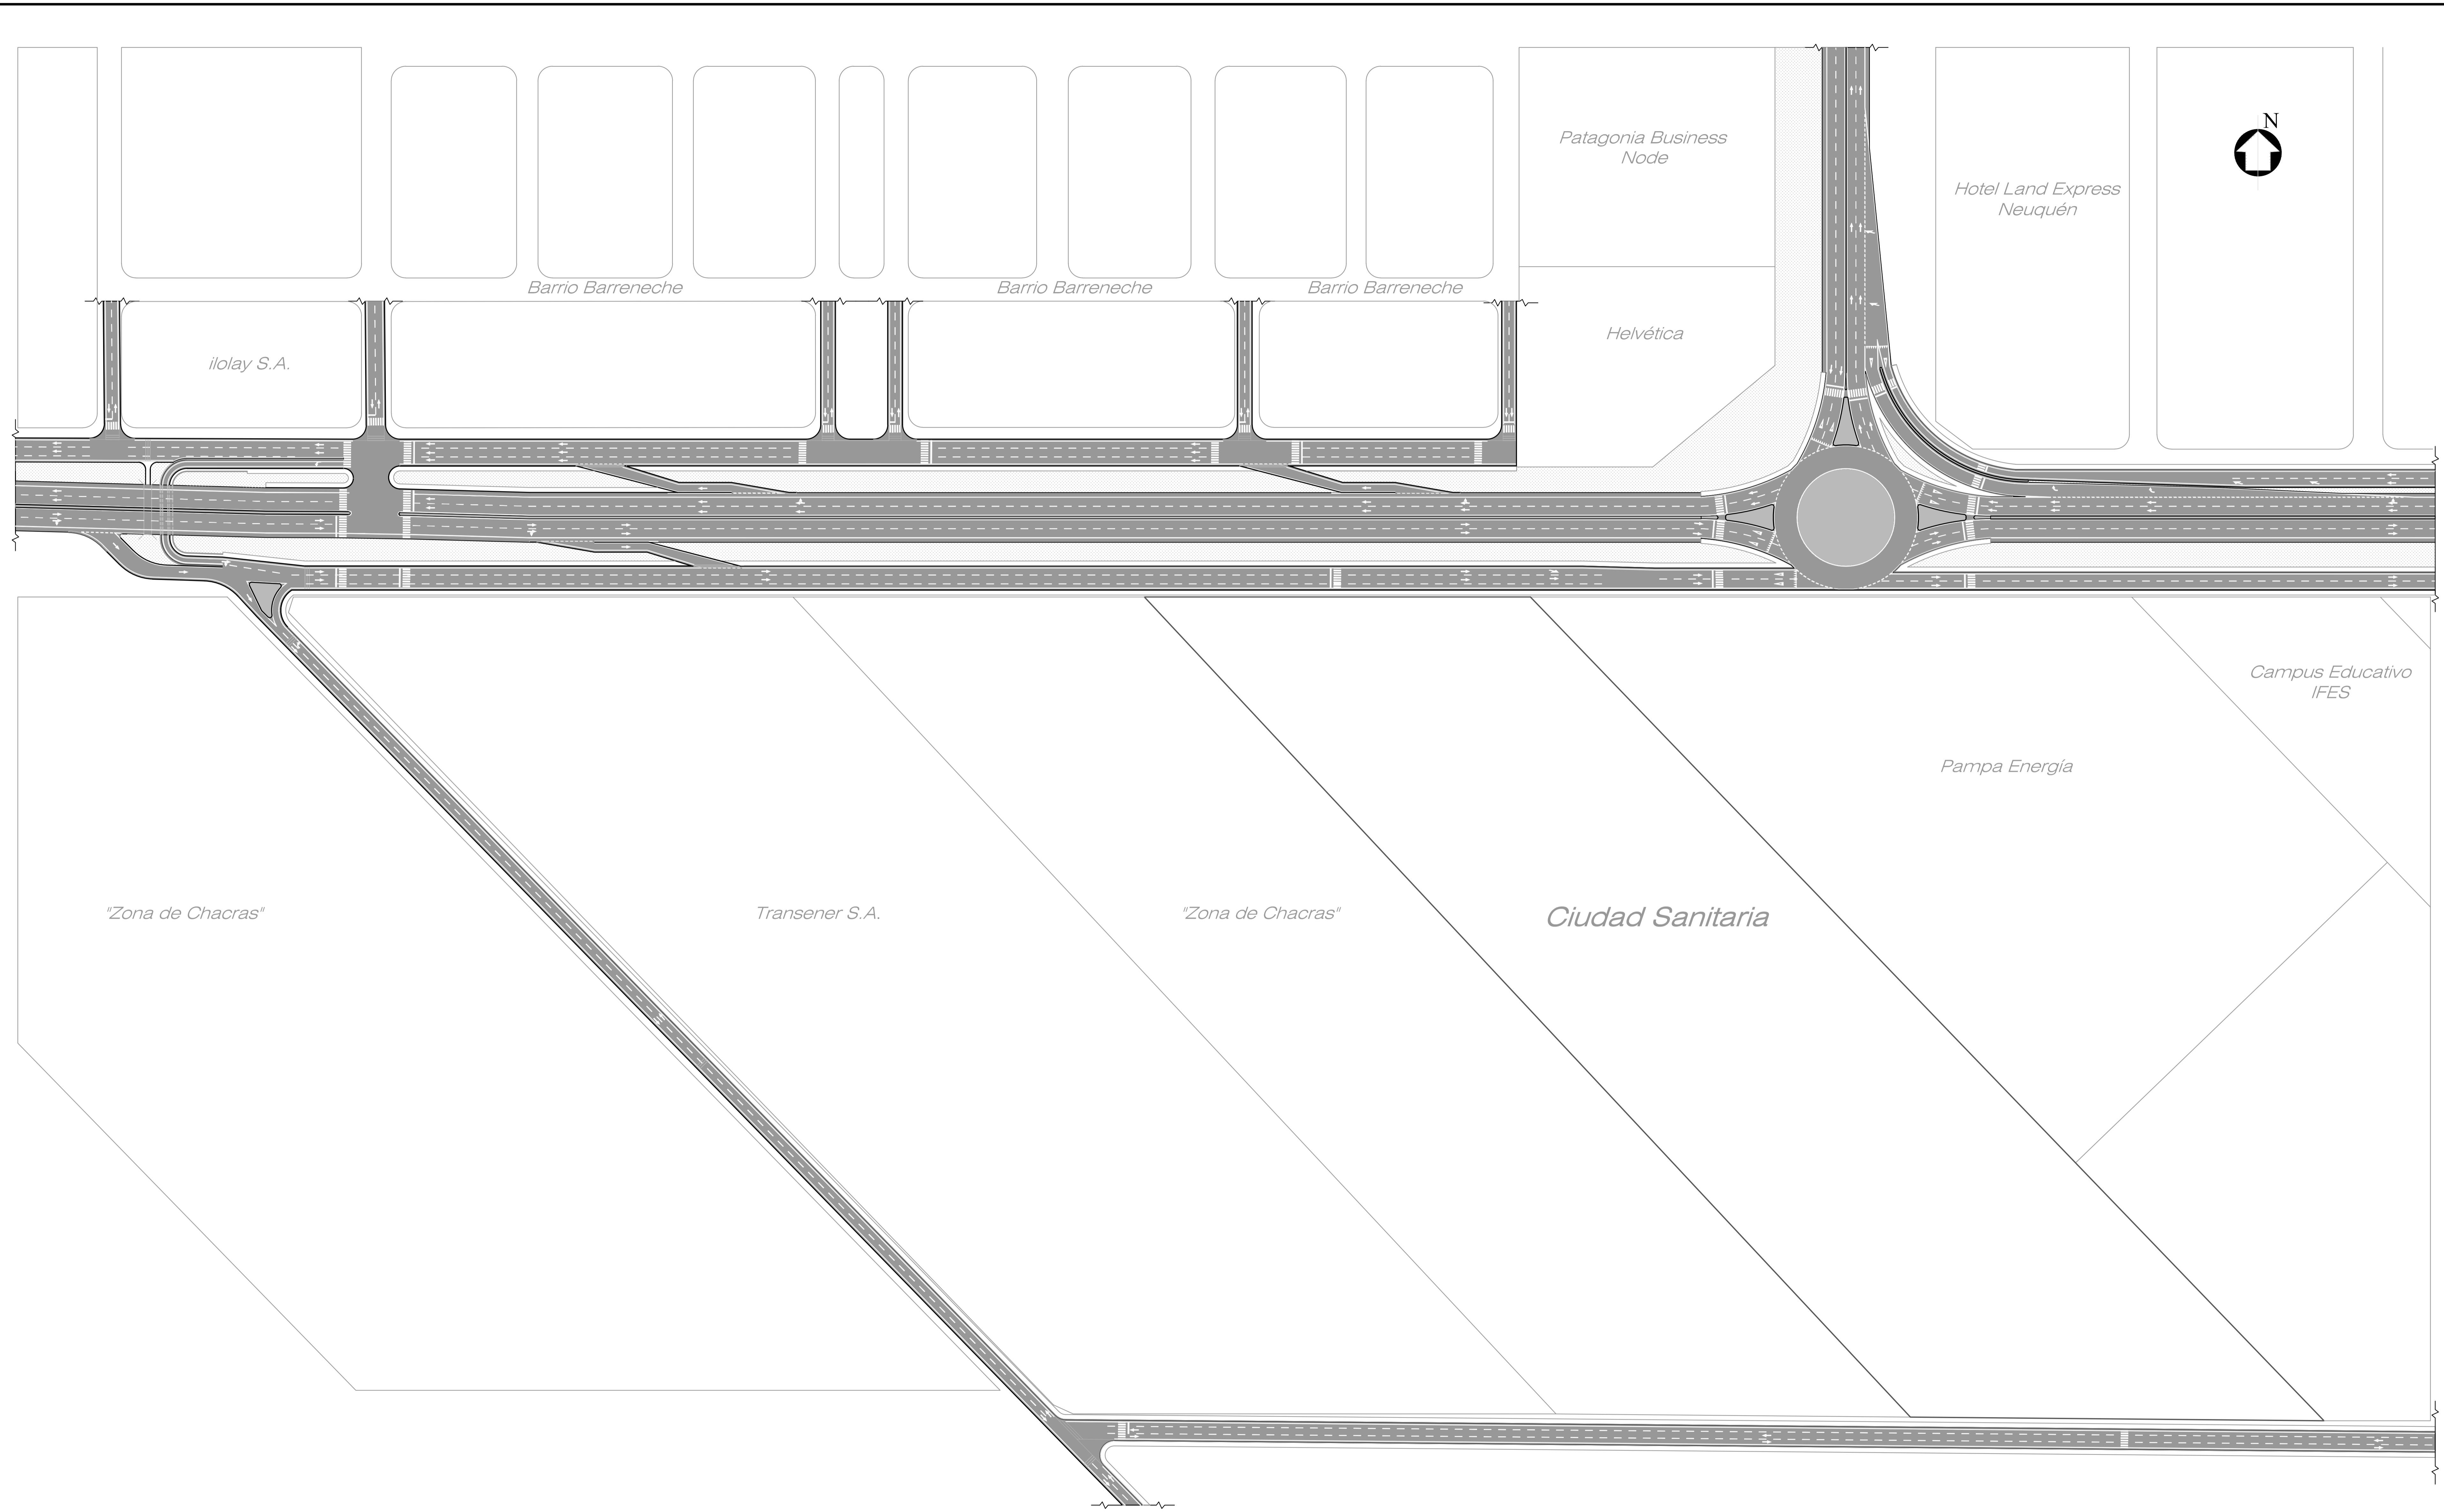 N
Patagonia Business
Node
Hotel Land Express
Neuquén
Barrio Barreneche
Barrio Barreneche
Barrio Barreneche
Helvética
ilolay S.A.
Campus Educativo
IFES
Pampa Energía
"Zona de Chacras"
Transener S.A.
"Zona de Chacras"
Ciudad Sanitaria